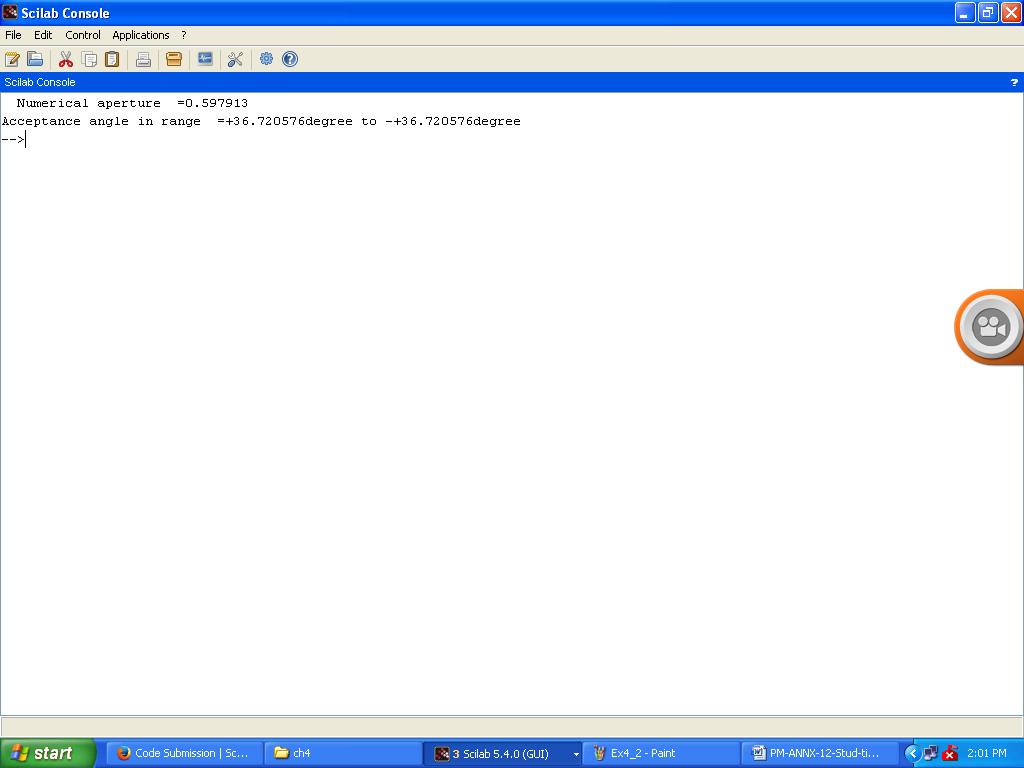 Scilab Console
File Edit Control Applications ?
Scilab Console ?
Numerical aperture =0.597913
Acceptance angle in range =+36.720576degree to -+36.720576degree
-->
start Code Submission | Sc... ch4 3 Scilab 5.4.0 (GUI) Ex4_2 - Paint PM-ANNX-12-Stud-ti... 2:01 PM